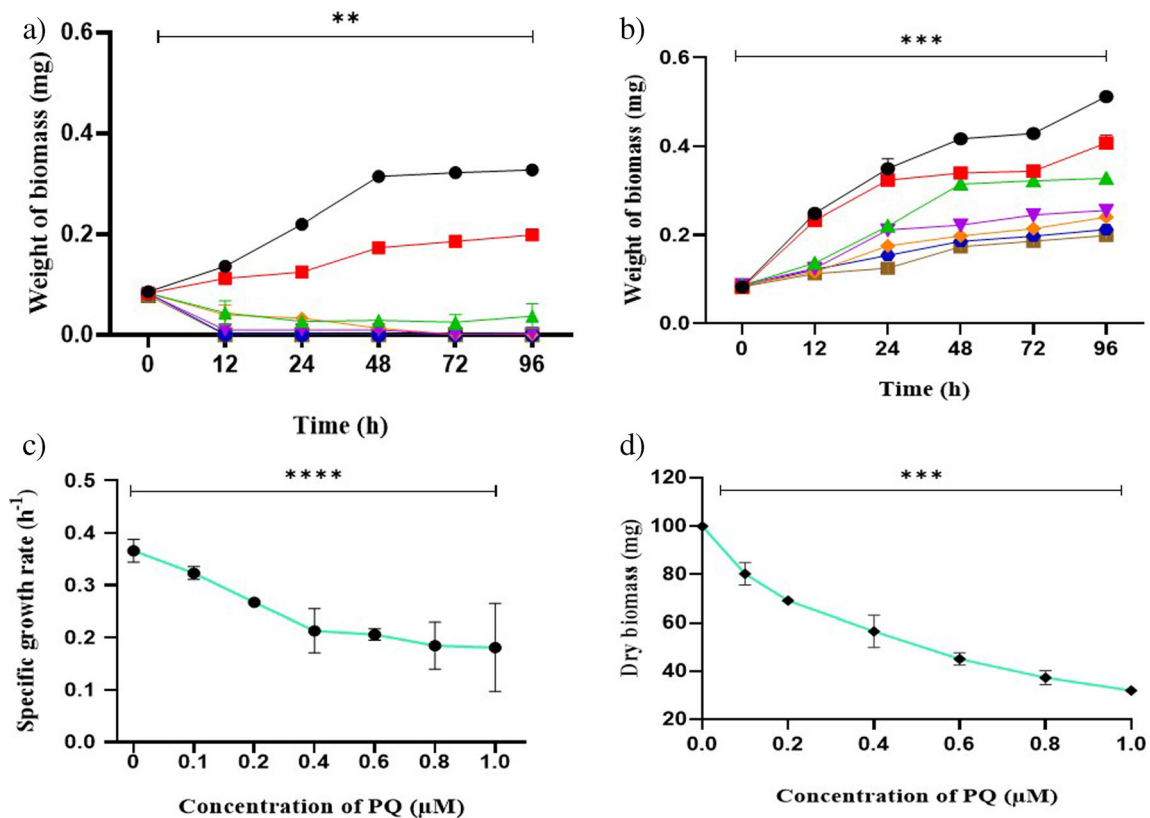 a)
**
0.6
0.4
0.2
0.0
Weight of biomass (mg)
0 12 24 48 72 96
Time (h)
b)
***
0.6
0.4
0.2
0.0
Weight of biomass (mg)
0 12 24 48 72 96
Time (h)
c)
****
0.5
0.4
0.3
0.2
0.1
0.0
Specific growth rate (h⁻¹)
0 0.1 0.2 0.4 0.6 0.8 1.0
Concentration of PQ (µM)
d)
***
120
100
80
60
40
20
Dry biomass (mg)
0.0 0.2 0.4 0.6 0.8 1.0
Concentration of PQ (µM)